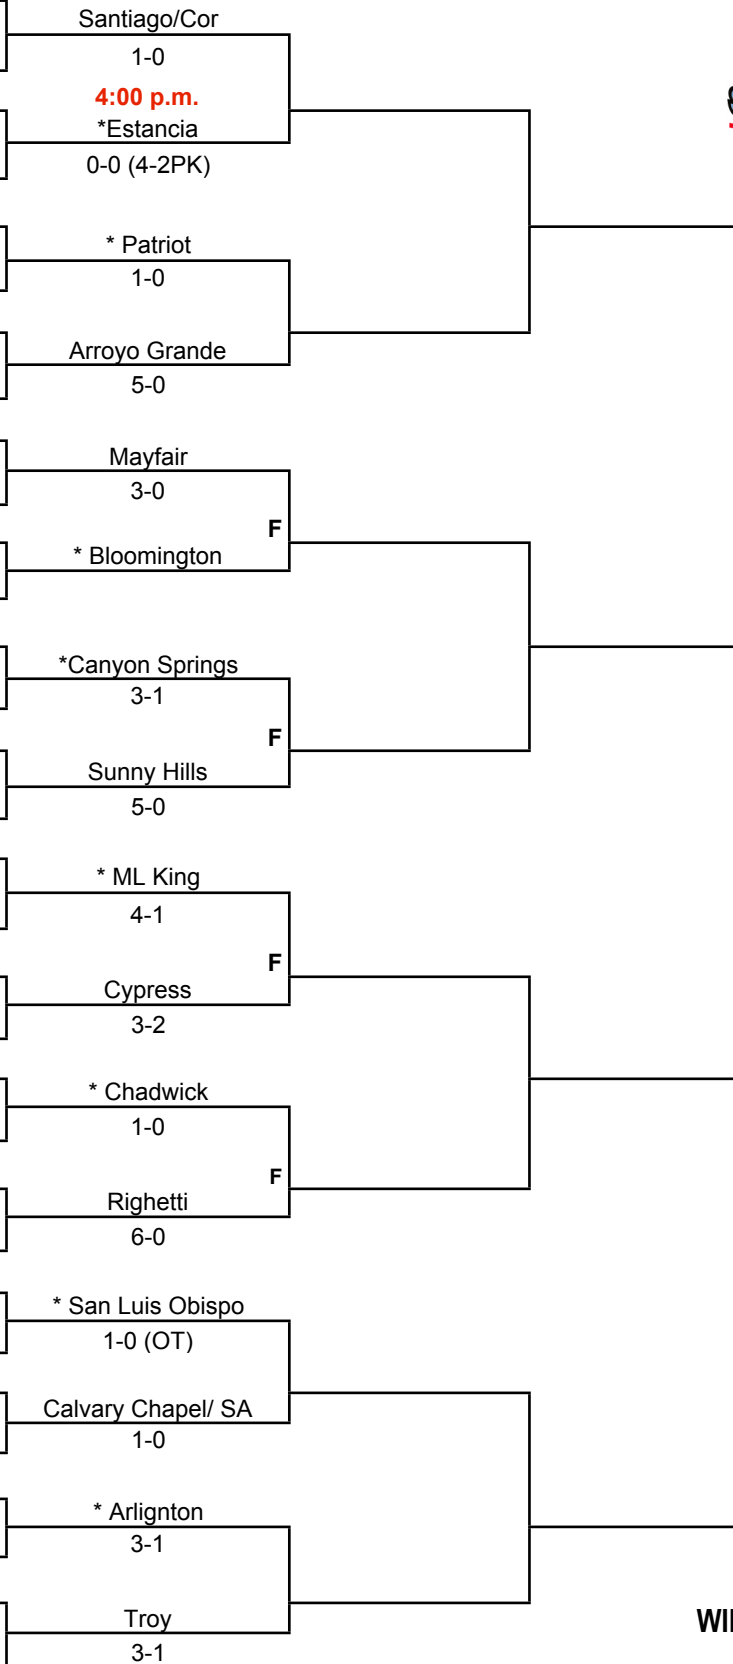 Santiago/Cor
1-0
4:00 p.m.
*Estancia
0-0 (4-2PK)
* Patriot
1-0
Arroyo Grande
5-0
Mayfair
3-0
F
* Bloomington
*Canyon Springs
3-1
F
Sunny Hills
5-0
* ML King
4-1
F
Cypress
3-2
* Chadwick
1-0
F
Righetti
6-0
* San Luis Obispo
1-0 (OT)
Calvary Chapel/ SA
1-0
* Arlignton
3-1
Troy
3-1